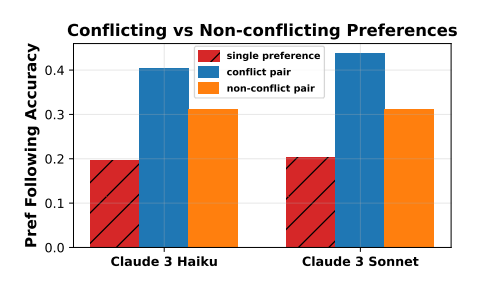 Conflicting vs Non-conflicting Preferences
Pref Following Accuracy
0.4
0.3
0.2
0.1
0.0
single preference
conflict pair
non-conflict pair
Claude 3 Haiku
Claude 3 Sonnet